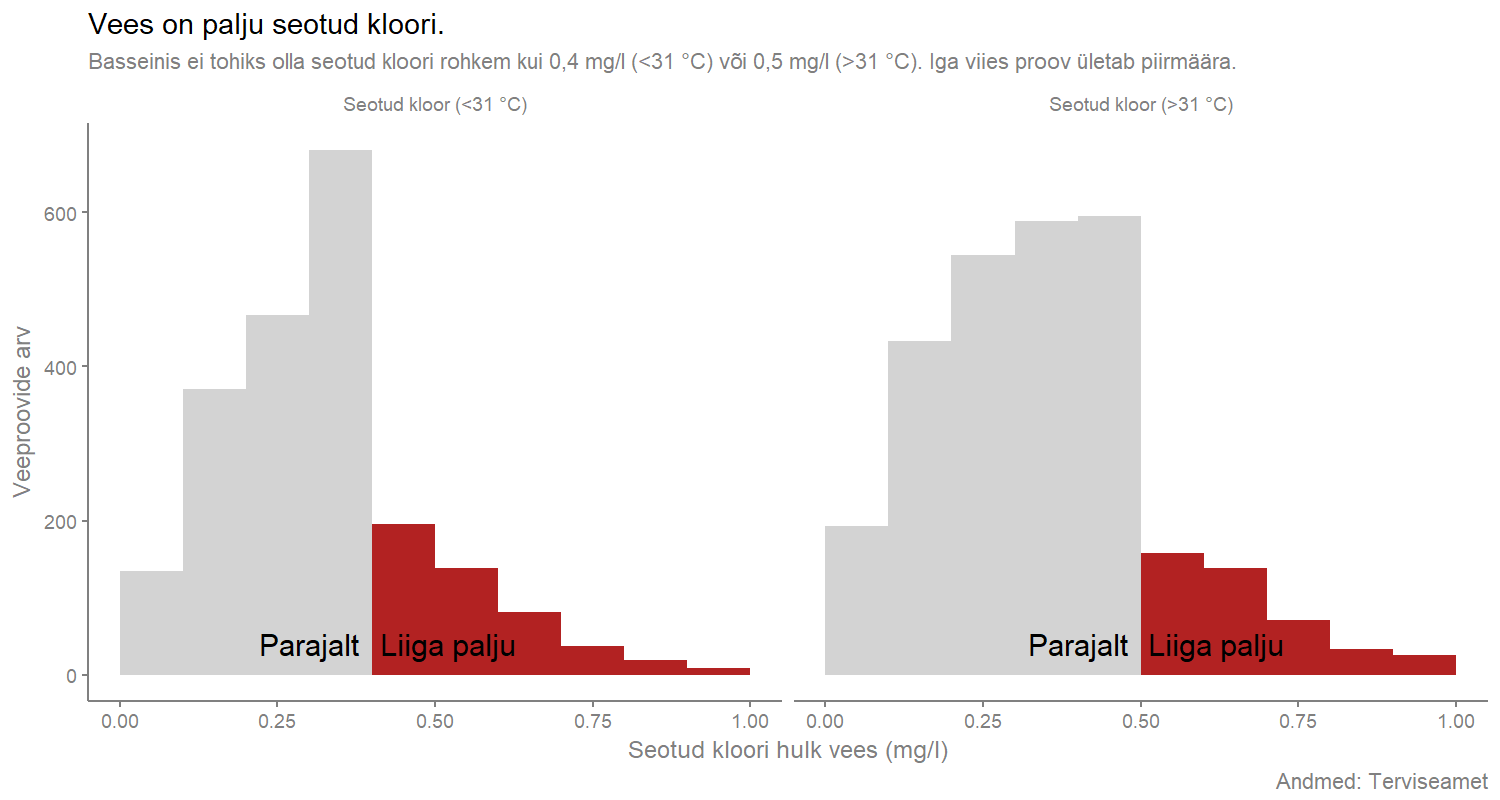 Vees on palju seotud kloori.
Basseinis ei tohiks olla seotud kloori rohkem kui 0,4 mg/l (<31 °C) või 0,5 mg/l (>31 °C). Iga viies proov ületab piirmäära.
Seotud kloor (<31 °C)
Seotud kloor (>31 °C)
Veeproovide arv
600
400
200
0
Parajalt Liiga palju
Parajalt Liiga palju
0.00 0.25 0.50 0.75 1.00
0.00 0.25 0.50 0.75 1.00
Seotud kloori hulk vees (mg/l)
Andmed: Terviseamet